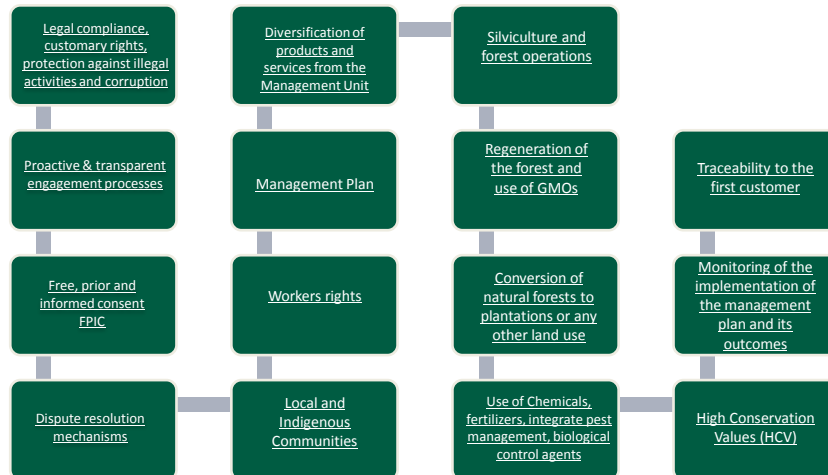 Legal compliance,
customary rights,
protection against illegal
activities and corruption
Proactive & transparent
engagement processes
Free, prior and
informed consent
FPIC
Dispute resolution
mechanisms
Local and
Indigenous
Communities
Workers rights
Management Plan
Diversification of
products and
services from the
Management Unit
Silviculture and
forest operations
Regeneration of
the forest and
use of GMOs
Conversion of
natural forests to
plantations or any
other land use
Use of Chemicals,
fertilizers, integrate pest
management, biological
control agents
High Conservation
Values (HCV)
Monitoring of the
implementation of
the management
plan and its
outcomes
Traceability to the
first customer